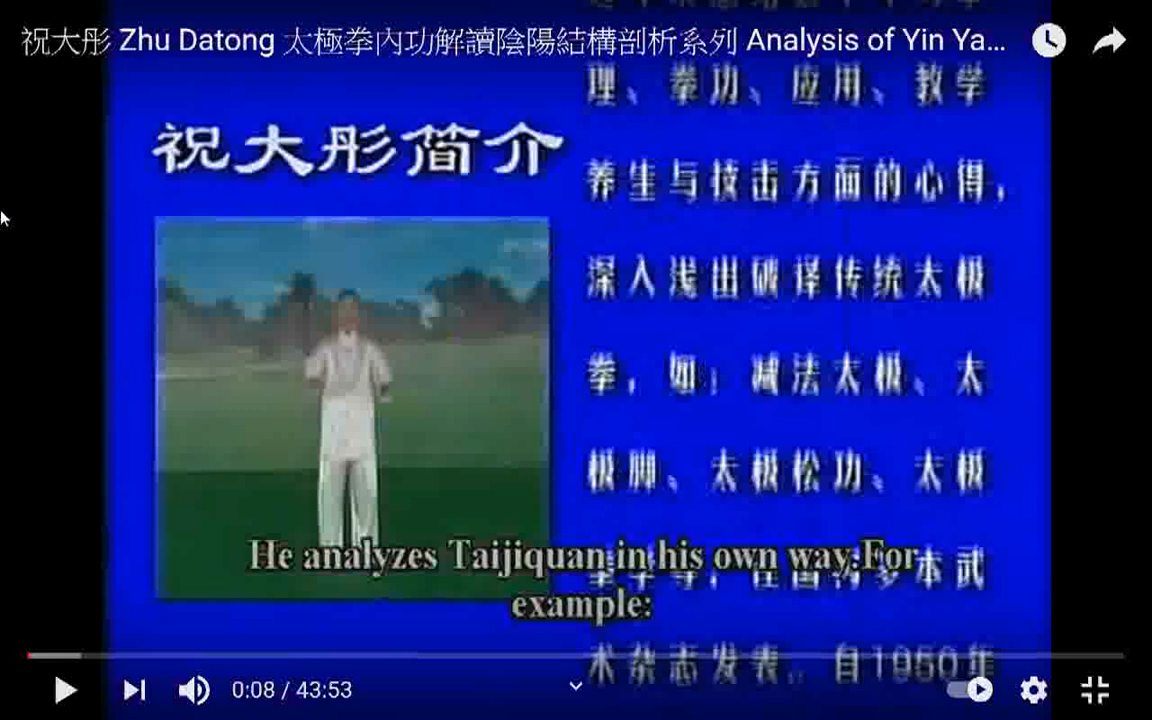 祝大彤 Zhu Datong 太極拳內功解讀陰陽結構剖析系列 Analysis of Yin Ya...
祝大彤简介
理、拳功、应用、教学
养生与技击方面的心得，
深入浅出破译传统太极
拳，如：减法太极、太
极脚、太极松功、太极
本武
术杂志发表。自1950年
He analyzes Taijiquan in his own way.For
example:
0:08 / 43:53